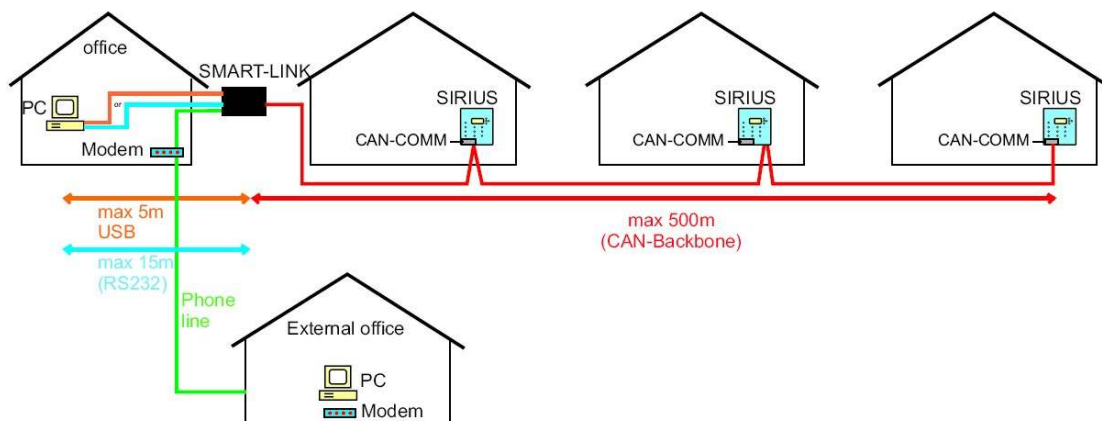 office
SMART-LINK
PC
or
Modem
SIRIUS
CAN-COMM
SIRIUS
CAN-COMM
SIRIUS
CAN-COMM
max 5m
USB
max 500m
(CAN-Backbone)
max 15m
(RS232)
Phone
line
External office
PC
Modem